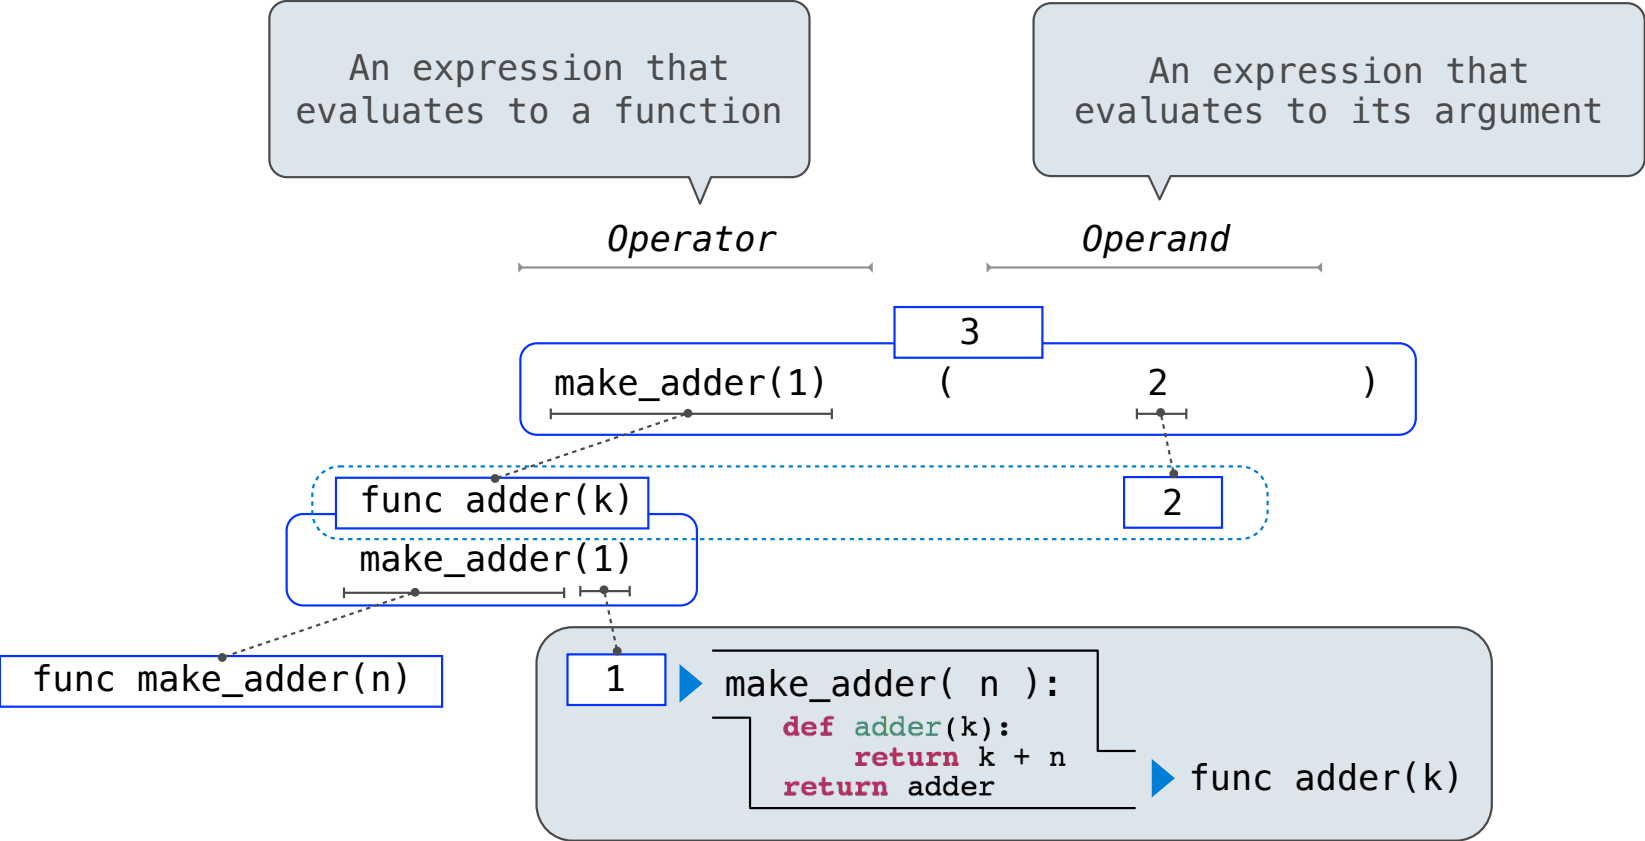 An expression that
evaluates to a function
An expression that
evaluates to its argument
Operator Operand
3
make_adder(1) ( 2 )
func adder(k) 2
make_adder(1)
func make_adder(n) 1 make_adder( n ):
def adder(k):
return k + n
return adder
func adder(k)